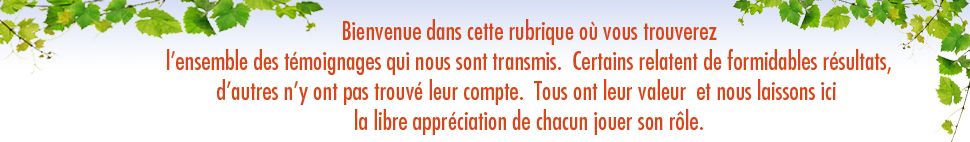 Bienvenue dans cette rubrique où vous trouverez
l'ensemble des témoignages qui nous sont transmis.  Certains relatent de formidables résultats,
d'autres n'y ont pas trouvé leur compte.  Tous ont leur valeur  et nous laissons ici
la libre appréciation de chacun jouer son rôle.